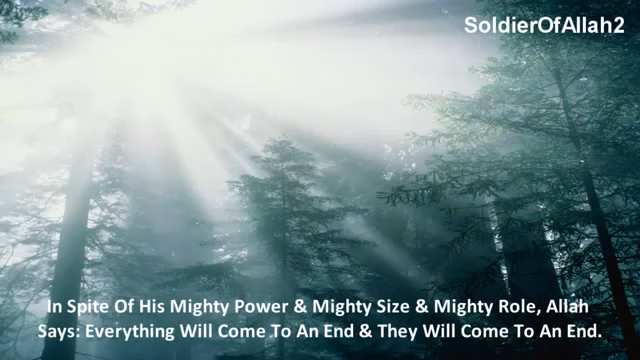 SoldierOfAllah2
In Spite Of His Mighty Power & Mighty Size & Mighty Role, Allah
Says: Everything Will Come To An End & They Will Come To An End.